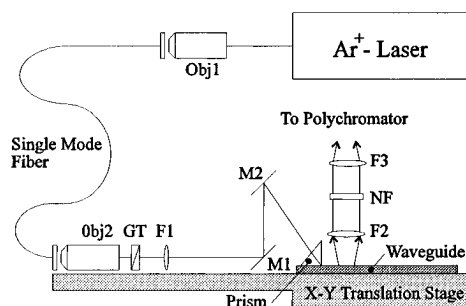 Ar+- Laser
Obj1
To Polychromator
Single Mode
Fiber
F3
M2
NF
Obj2 GT F1
F2
M1
Waveguide
Prism
X-Y Translation Stage